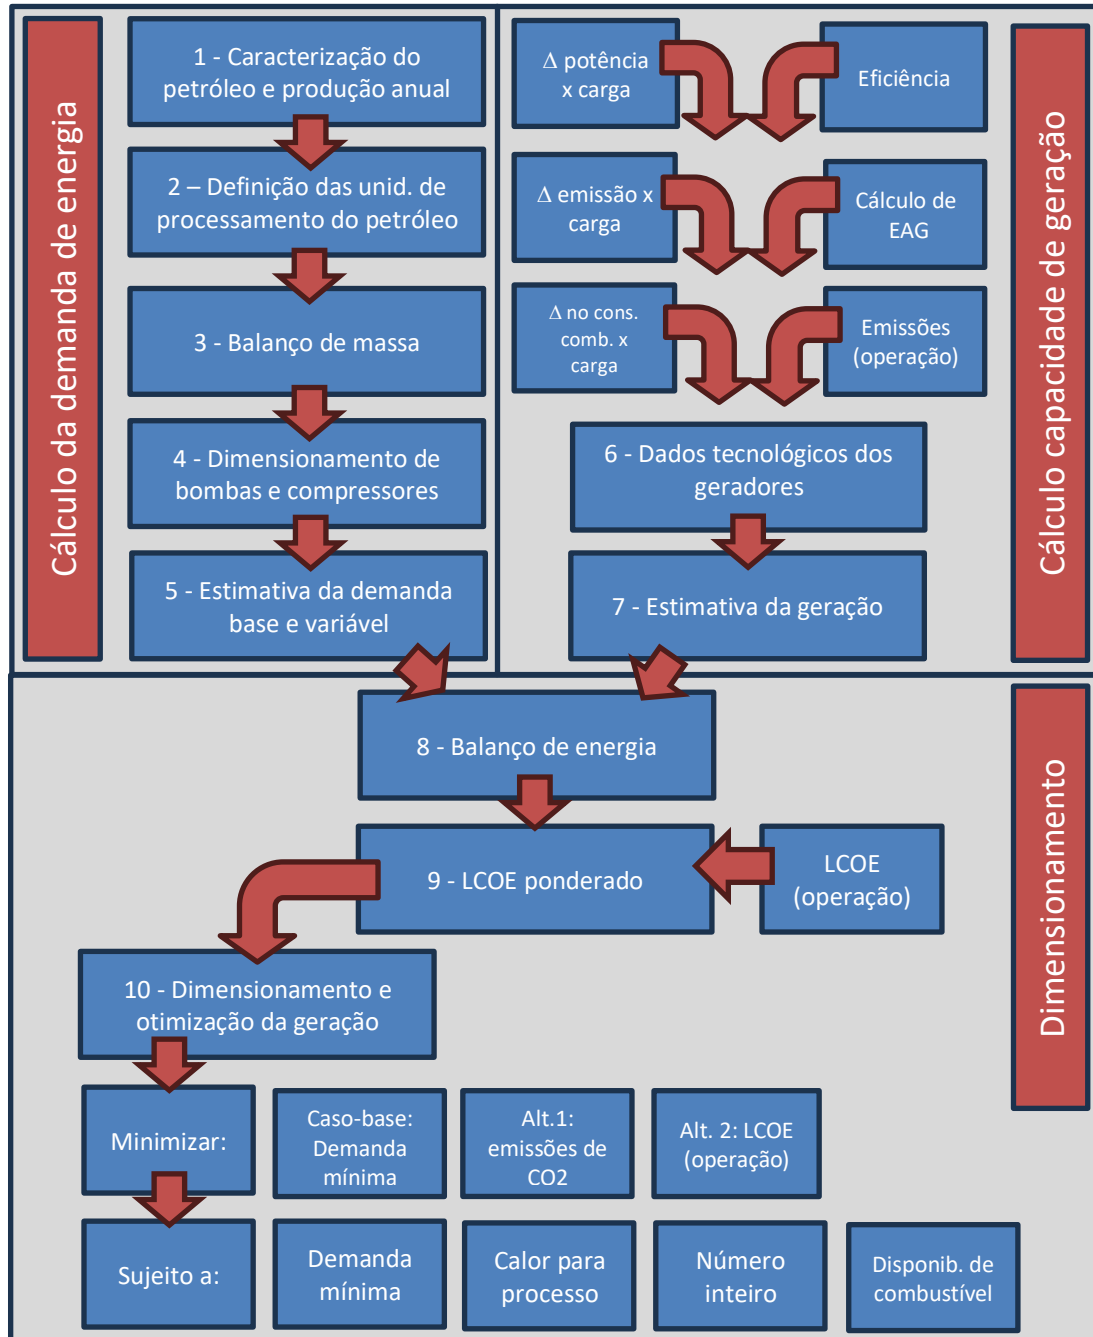 Cálculo da demanda de energia
1 - Caracterização do
petróleo e produção anual
2 – Definição das unid. de
processamento do petróleo
3 - Balanço de massa
4 - Dimensionamento de
bombas e compressores
5 - Estimativa da demanda
base e variável
Δ potência
x carga
Eficiência
Δ emissão x
carga
Cálculo de
EAG
Δ no cons.
comb. x
carga
Emissões
(operação)
6 - Dados tecnológicos dos
geradores
7 - Estimativa da geração
Cálculo capacidade de geração
8 - Balanço de energia
9 - LCOE ponderado
LCOE
(operação)
10 - Dimensionamento e
otimização da geração
Dimensionamento
Minimizar:
Caso-base:
Demanda
mínima
Alt.1:
emissões de
CO2
Alt. 2: LCOE
(operação)
Sujeito a:
Demanda
mínima
Calor para
processo
Número
inteiro
Disponib. de
combustível